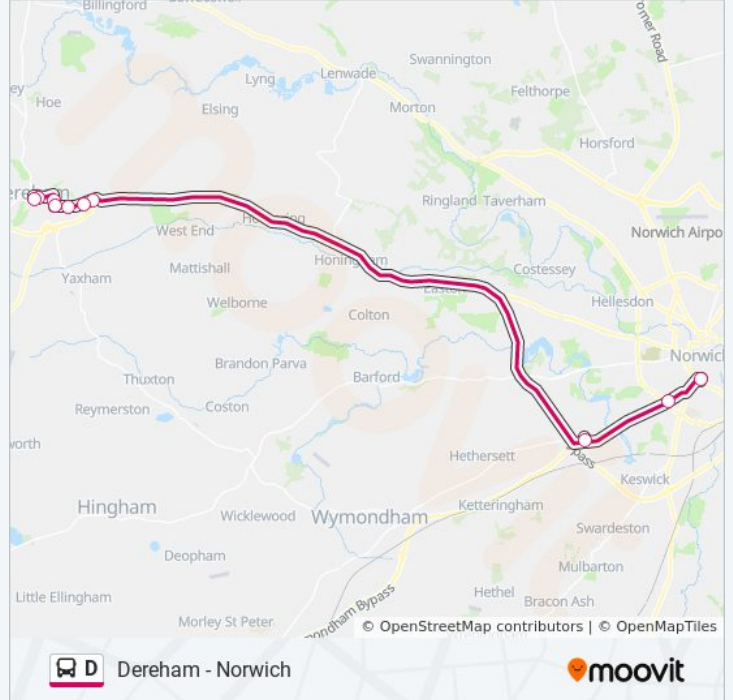 Billingford
Lyng
Lenwade
Swannington
Hoe
Elsing
Felthorpe
Morton
Horsford
Ringland
Taverham
West End
Norwich Airpo
Mattishall
Costessey
Yaxham
Welborne
Hellesdon
Colton
Brandon Parva
Norwic
Thuxton
Barford
Reymerston
Coston
Hethersett
Keswick
Hingham
Wicklewood
Wymondham
Ketteringham
Swardeston
Deopham
Mulbarton
Hethel
Little Ellingham
Bracon Ash
Morley St Peter
© OpenStreetMap contributors | © OpenMapTiles
D Dereham - Norwich
moovit